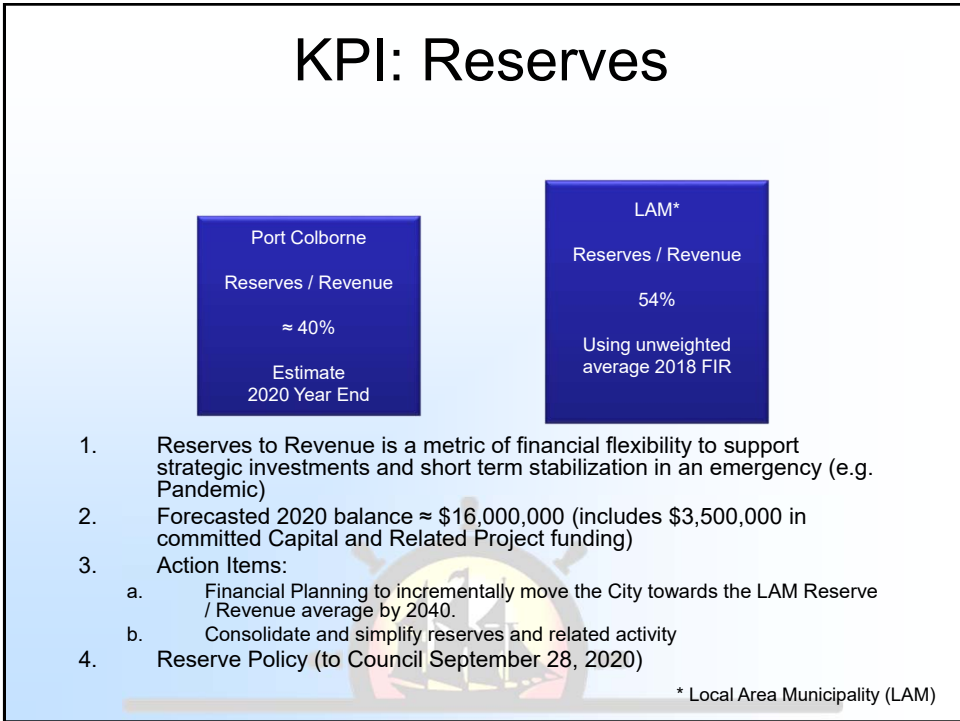 KPI: Reserves
Port Colborne
Reserves / Revenue
≈ 40%
Estimate
2020 Year End
LAM*
Reserves / Revenue
54%
Using unweighted
average 2018 FIR
1. Reserves to Revenue is a metric of financial flexibility to support
strategic investments and short term stabilization in an emergency (e.g.
Pandemic)
2. Forecasted 2020 balance ≈ $16,000,000 (includes $3,500,000 in
committed Capital and Related Project funding)
3. Action Items:
a. Financial Planning to incrementally move the City towards the LAM Reserve
/ Revenue average by 2040.
b. Consolidate and simplify reserves and related activity
4. Reserve Policy (to Council September 28, 2020)
* Local Area Municipality (LAM)